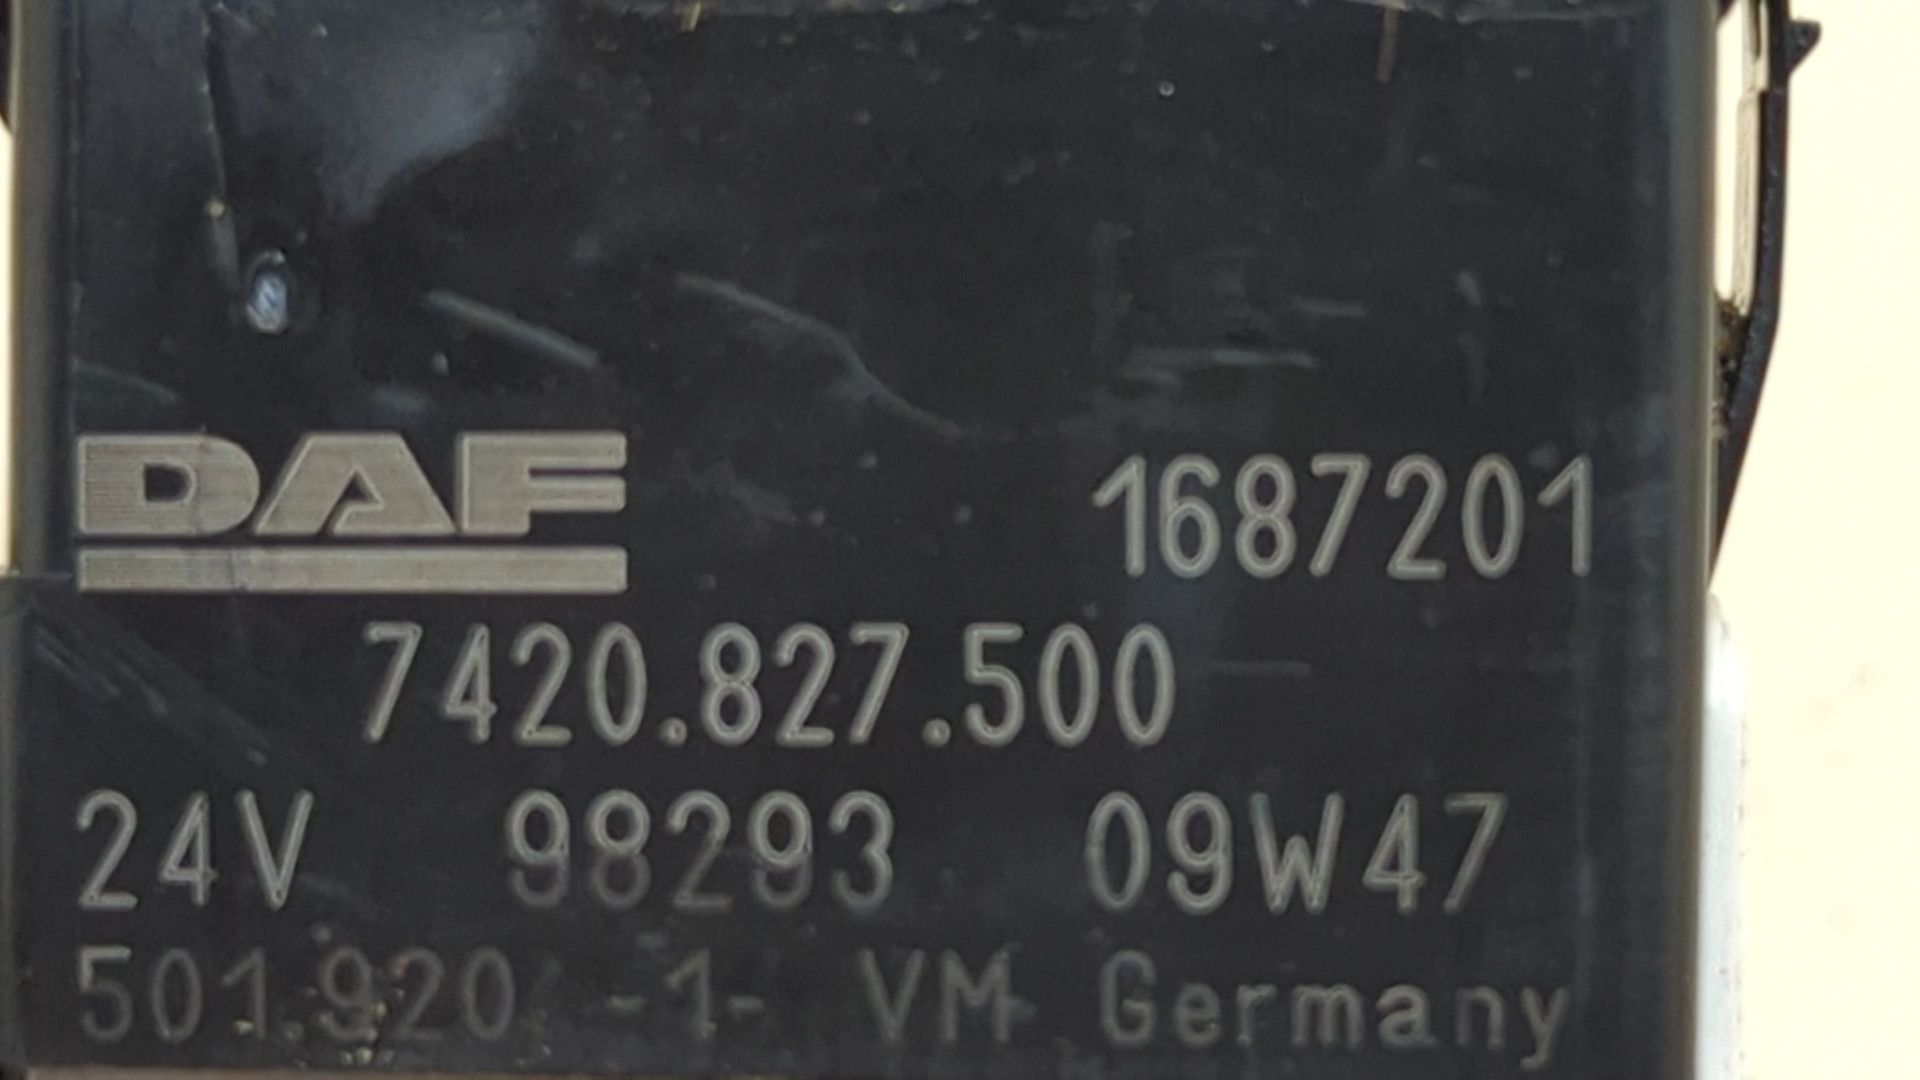 DAF 1687201
7420.827.500
24V 98293 09W47
501.920 -1- VM Germany